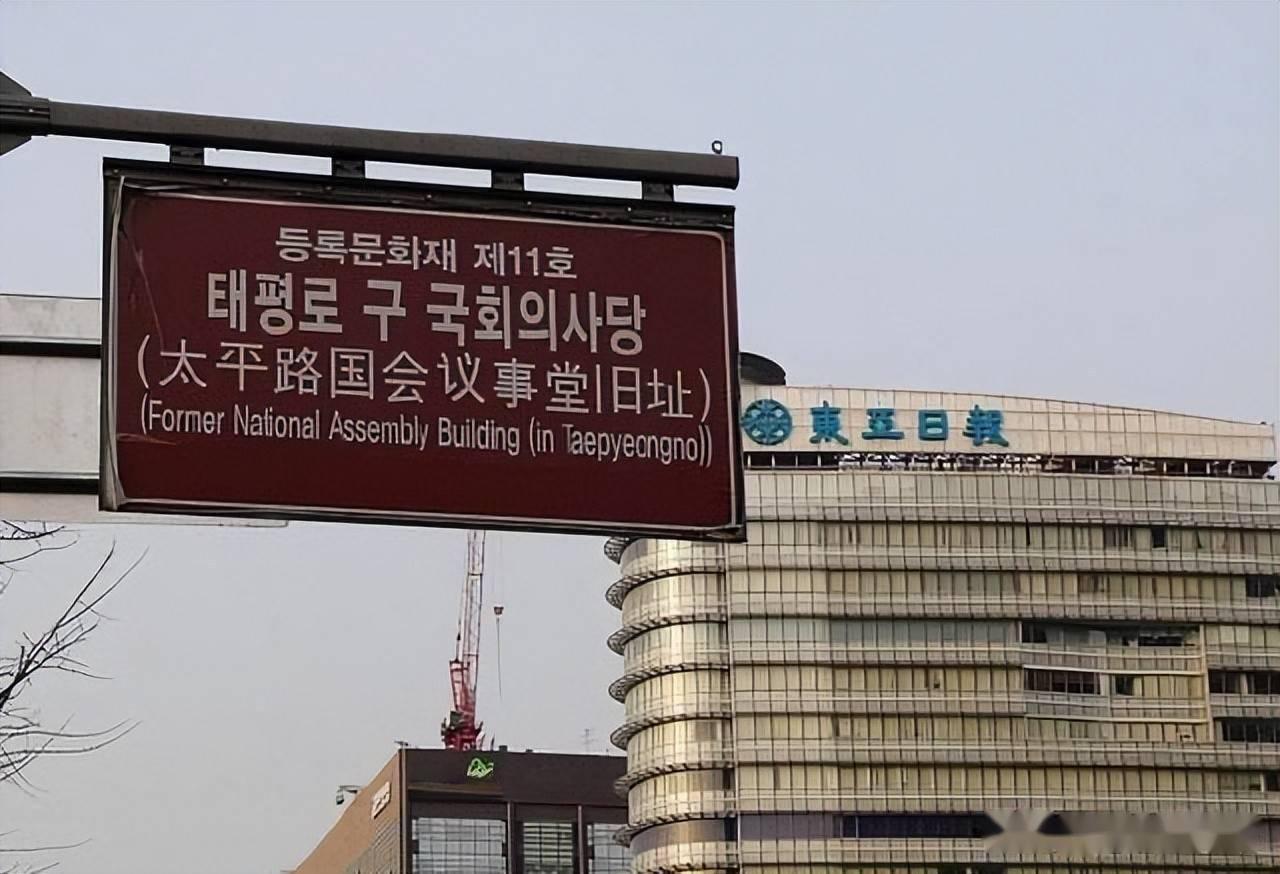 등록문화재 제11호
태평로 구 국회의사당
(太平路国会议事堂旧址)
(Former National Assembly Building (in Taepyeongno))
東亞日報